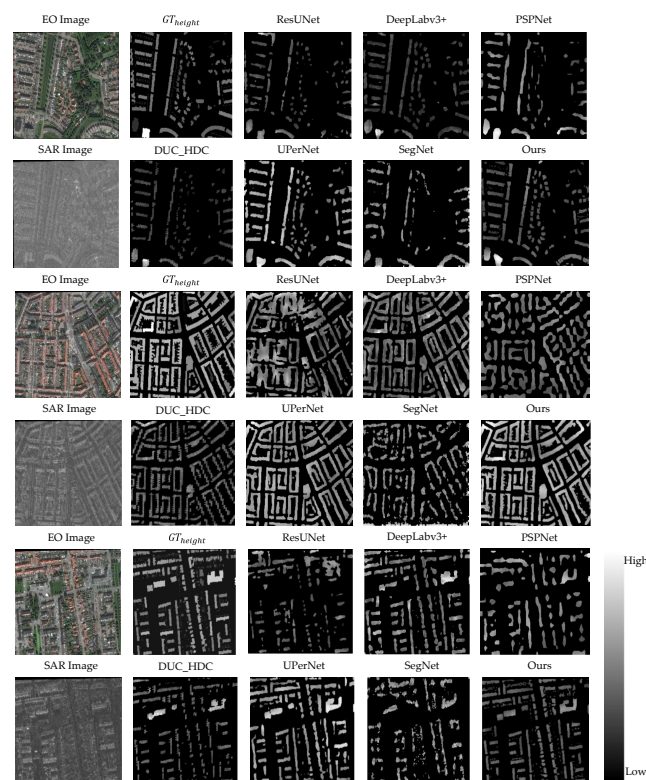 EO Image GT_height ResUNet DeepLabv3+ PSPNet
SAR Image DUC_HDC UPerNet SegNet Ours
EO Image GT_height ResUNet DeepLabv3+ PSPNet
SAR Image DUC_HDC UPerNet SegNet Ours
EO Image GT_height ResUNet DeepLabv3+ PSPNet
High
SAR Image DUC_HDC UPerNet SegNet Ours
Low